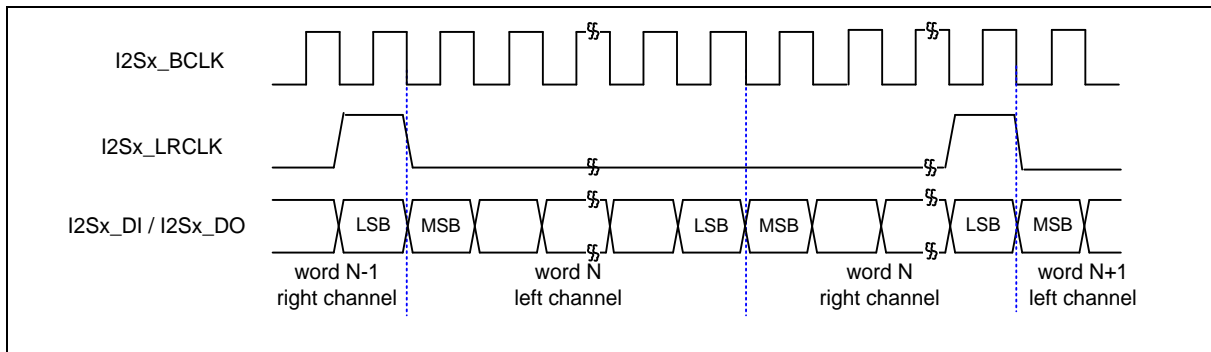 I2Sx_BCLK
I2Sx_LRCLK
I2Sx_DI / I2Sx_DO
LSB
MSB
LSB
MSB
LSB
MSB
word N-1
right channel
word N
left channel
word N
right channel
word N+1
left channel